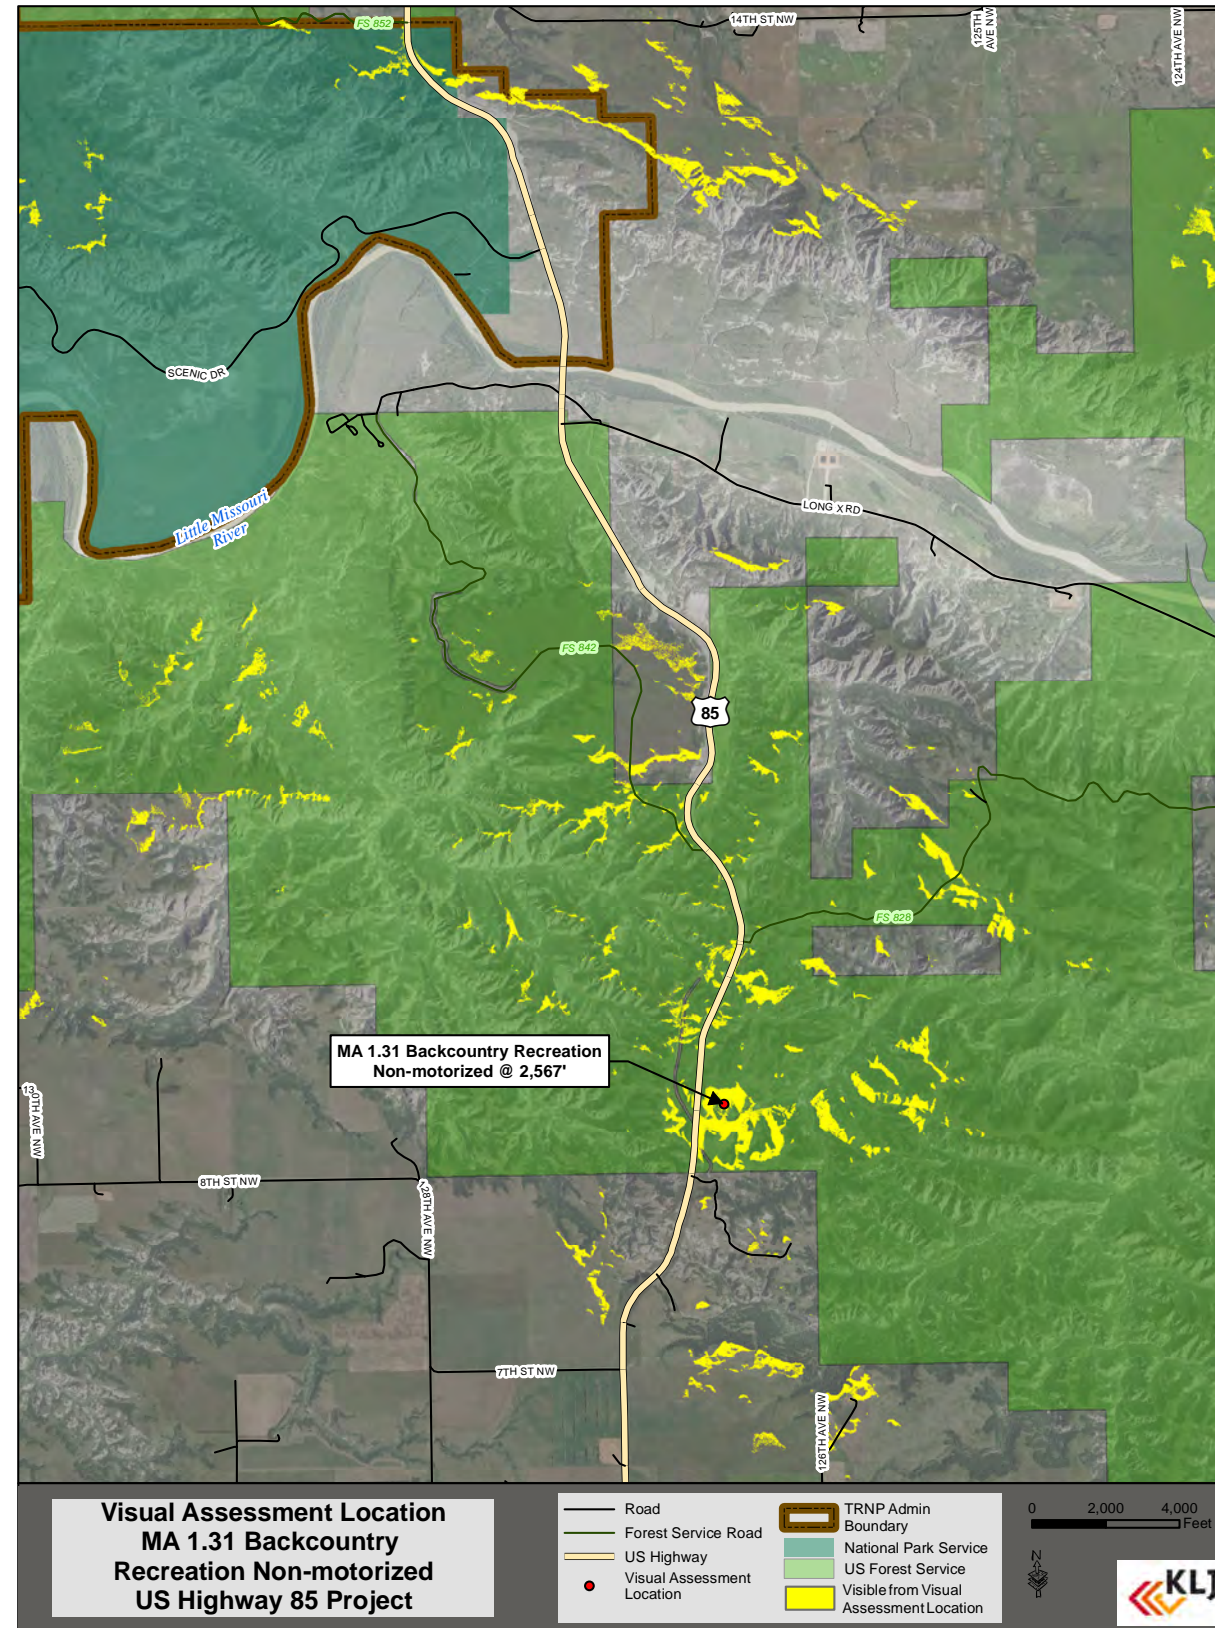 FS 852
14TH ST NW
125TH
AVE NW
124TH AVE NW
SCENIC DR
Little Missouri
River
LONG X RD
FS 842
85
FS 828
MA 1.31 Backcountry Recreation
Non-motorized @ 2,567'
130TH AVE NW
8TH ST NW
128TH AVE NW
7TH ST NW
126TH AVE NW
Visual Assessment Location
MA 1.31 Backcountry
Recreation Non-motorized
US Highway 85 Project
Road
Forest Service Road
US Highway
Visual Assessment
Location
TRNP Admin
Boundary
National Park Service
US Forest Service
Visible from Visual
Assessment Location
0 2,000 4,000
Feet
N
KLJ